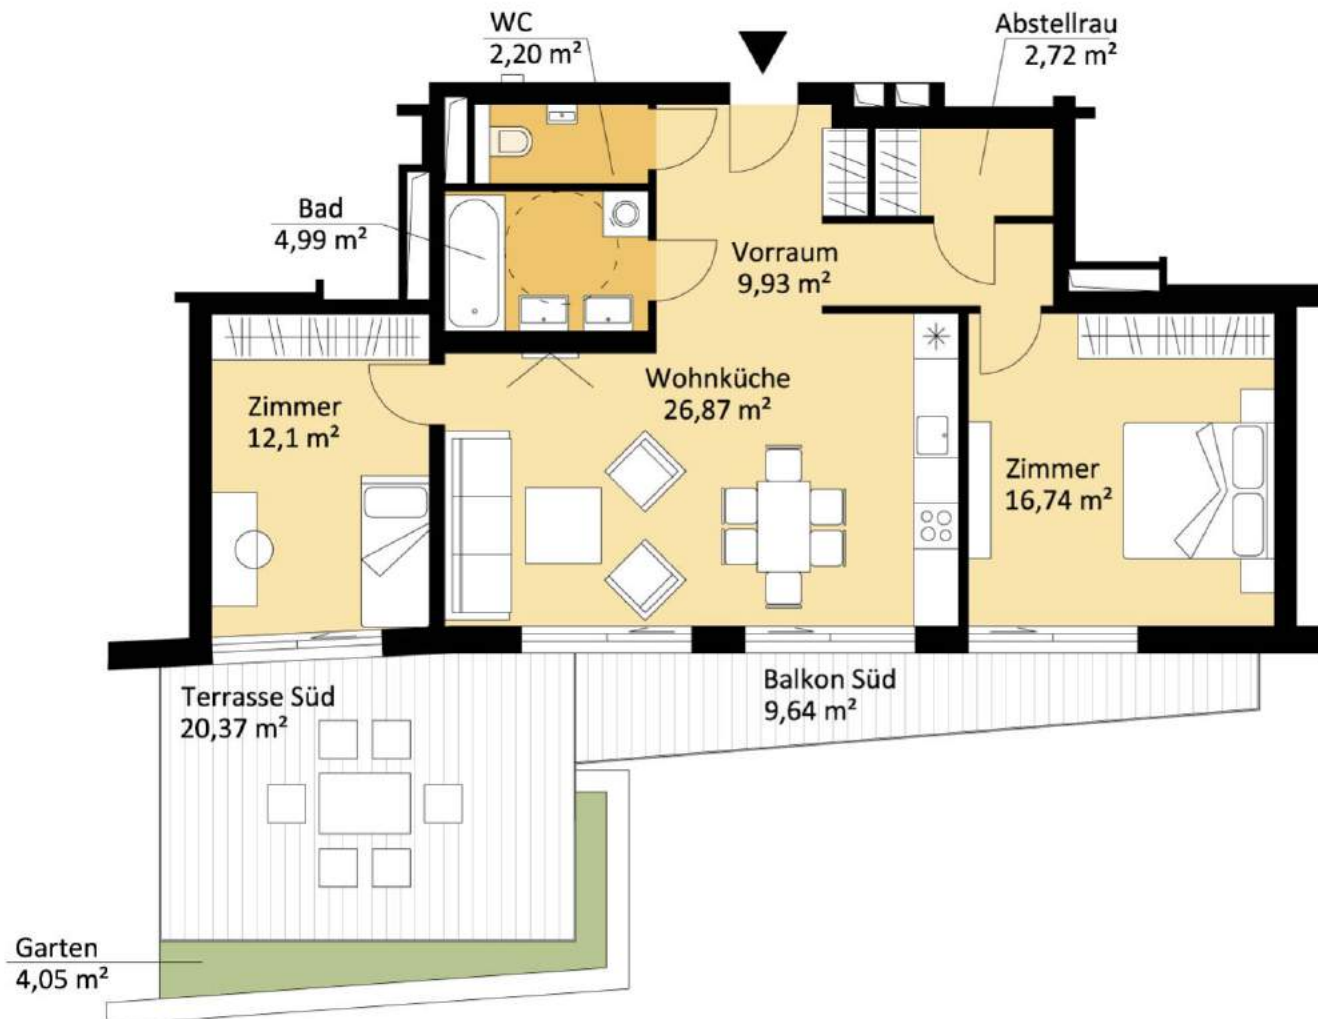 WC
2,20 m²
Abstellrau
2,72 m²
Bad
4,99 m²
Vorraum
9,93 m²
Zimmer
12,1 m²
Wohnküche
26,87 m²
Zimmer
16,74 m²
Terrasse Süd
20,37 m²
Balkon Süd
9,64 m²
Garten
4,05 m²